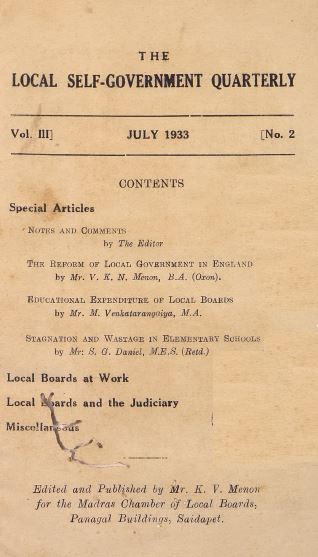 THE
LOCAL SELF-GOVERNMENT QUARTERLY
Vol. III] JULY 1933 [No. 2
CONTENTS
Special Articles
NOTES AND COMMENTS
by The Editor
THE REFORM OF LOCAL GOVERNMENT IN ENGLAND
by Mr. V. K. N. Menon, B.A. (Oxon).
EDUCATIONAL EXPENDITURE OF LOCAL BOARDS
by Mr. M. Venkatarangaiya, M.A.
STAGNATION AND WASTAGE IN ELEMENTARY SCHOOLS
by Mr: S. G. Daniel, M.E.S. (Retd.)
Local Boards at Work
Local Boards and the Judiciary
Miscellaneous
Edited and Published by Mr. K. V. Menon
for the Madras Chamber of Local Boards,
Panagal Buildings, Saidapet.